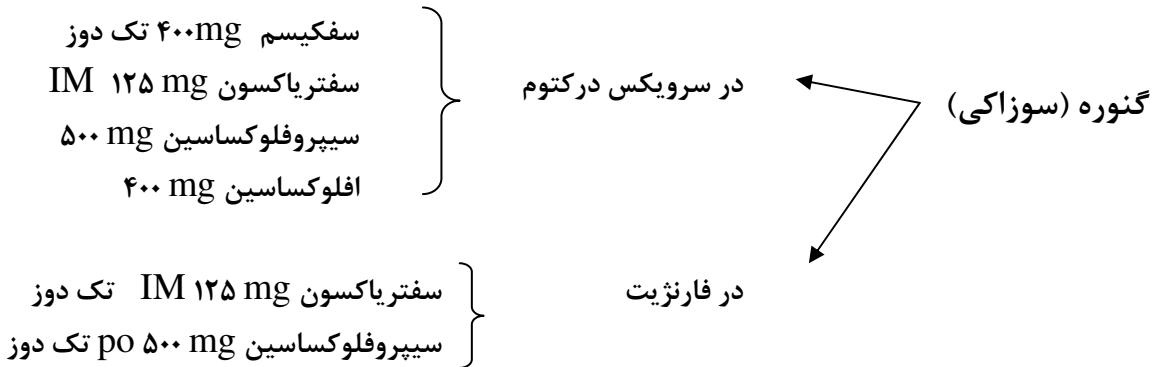 گنوره (سوزاکی)
در سرویکس درکتوم
سفکیسم ۴۰۰mg تک دوز
سفتریاکسون ۱۲۵ mg IM
سیپروفلوکساسین ۵۰۰ mg
افلوکساسین ۴۰۰ mg
در فارنژیت
سفتریاکسون ۱۲۵ mg IM تک دوز
سیپروفلوکساسین ۵۰۰ mg po تک دوز